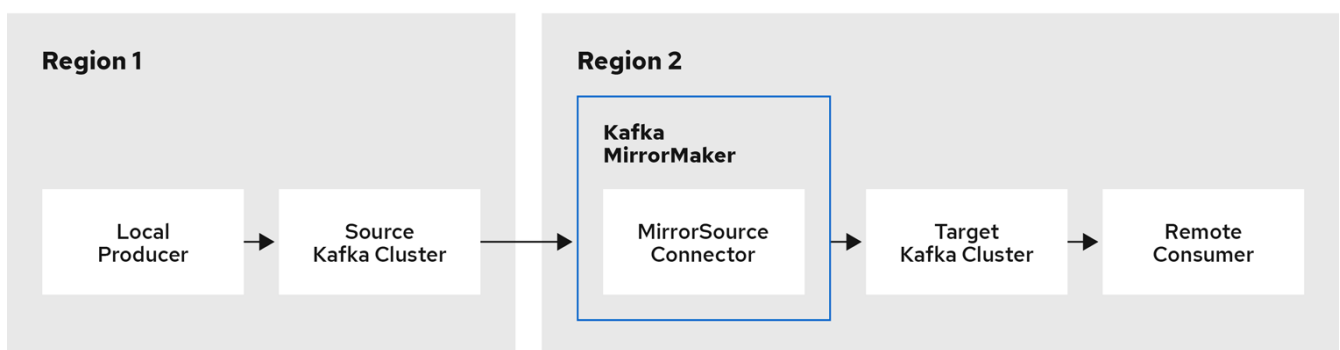 Region 1
Local
Producer
Source
Kafka Cluster
Region 2
Kafka
MirrorMaker
MirrorSource
Connector
Target
Kafka Cluster
Remote
Consumer